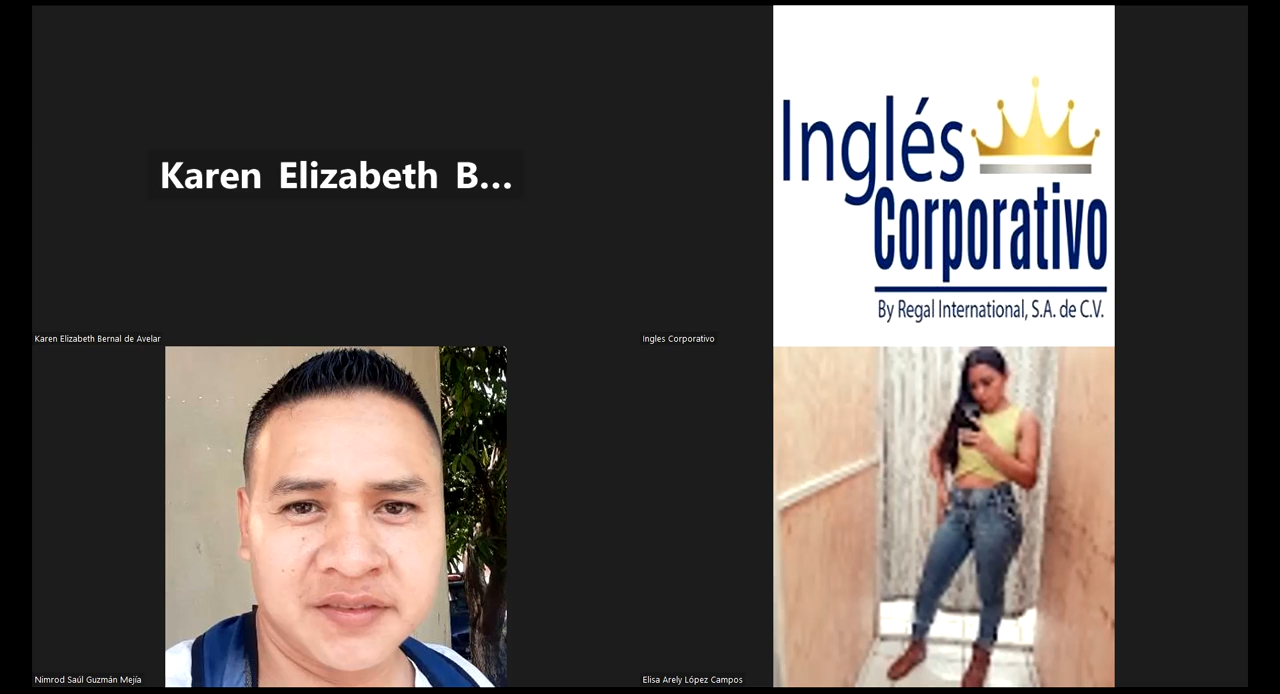 Karen Elizabeth B...
Inglés
Corporativo
By Regal International, S.A. de C.V.
Karen Elizabeth Bernal de Avelar
Ingles Corporativo
Nimrod Saúl Guzmán Mejía
Elisa Arely López Campos